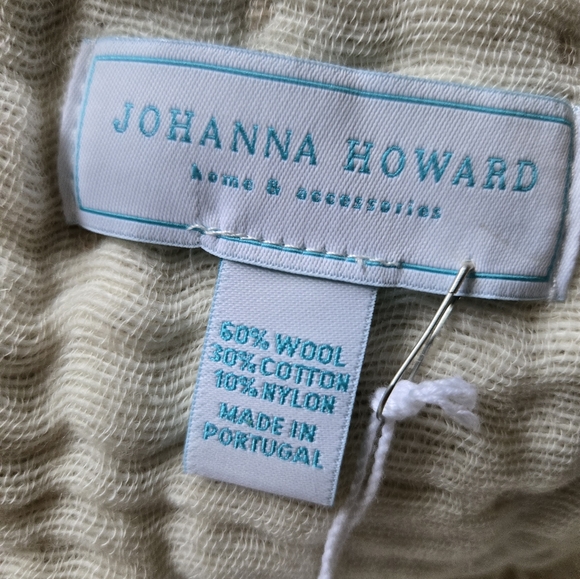 JOHANNA HOWARD
home & accessories
60% WOOL
30% COTTON
10% NYLON
MADE IN
PORTUGAL